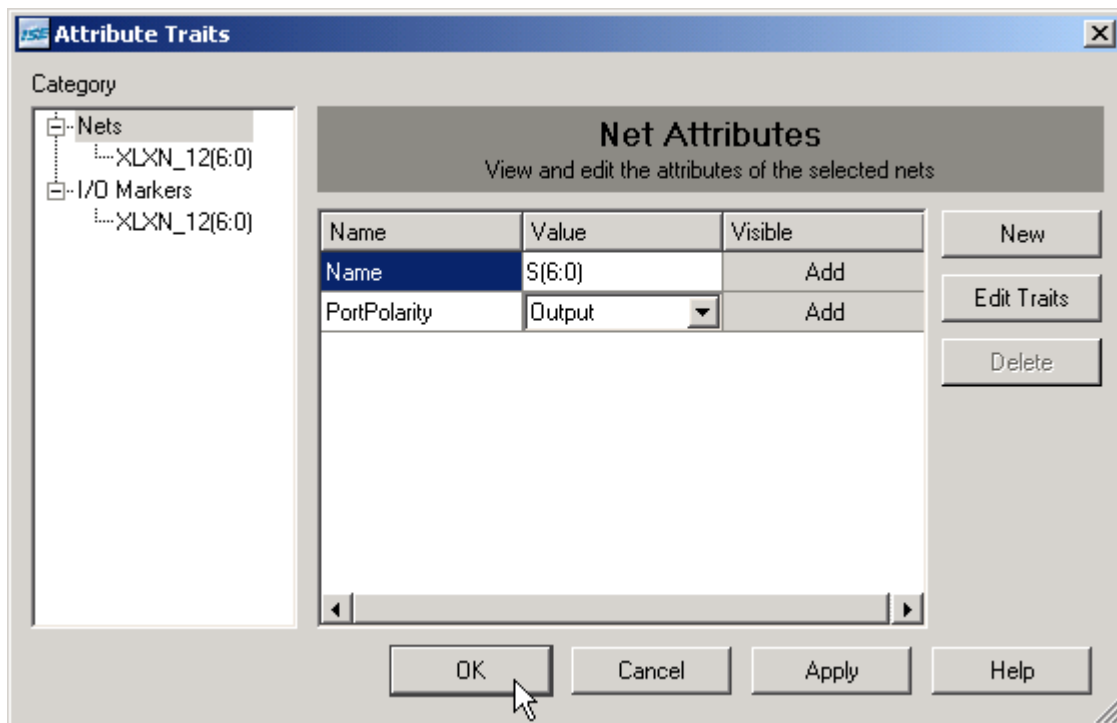 ISE Attribute Traits
Category
Nets
XLXN_12(6:0)
I/O Markers
XLXN_12(6:0)
Net Attributes
View and edit the attributes of the selected nets
Name Value Visible
Name S(6:0) Add
PortPolarity Output Add
New
Edit Traits
Delete
OK Cancel Apply Help